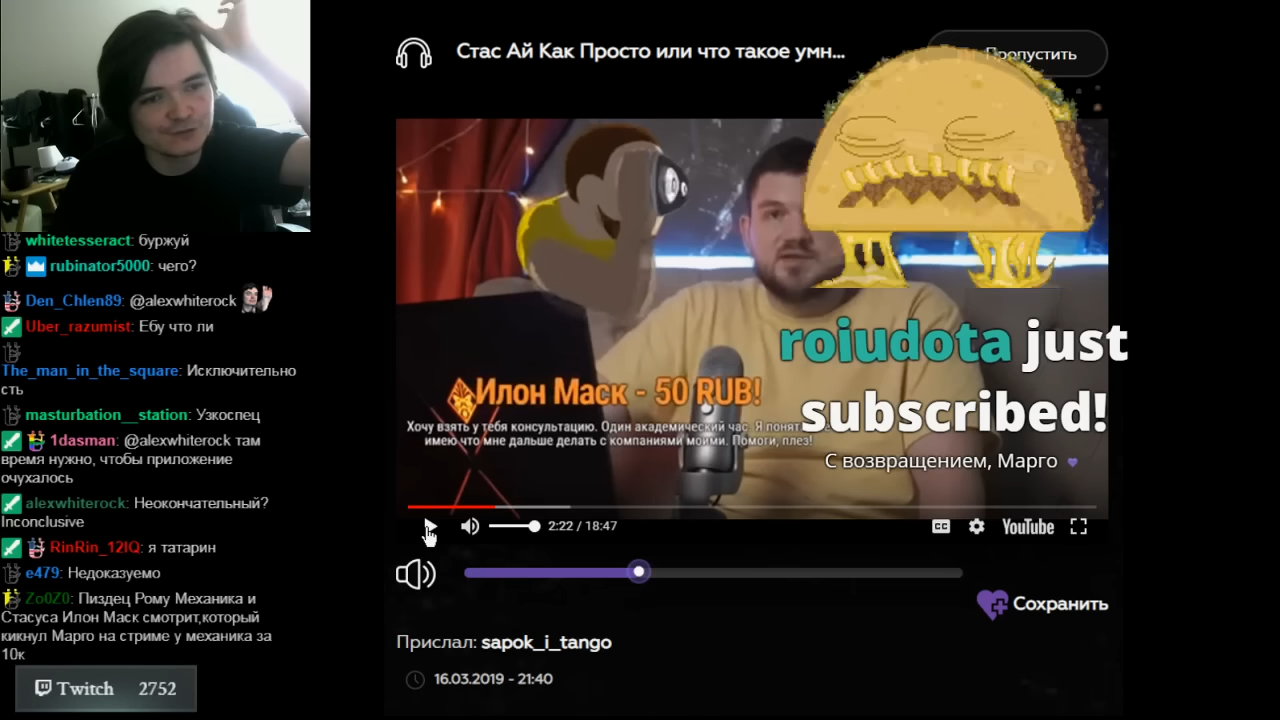 Стас Ай Как Просто или что такое умн...
Пропустить
whitetesseract: буржуй
rubinator5000: чего?
Den_Chlen89: @alexwhiterock
Uber_razumist: Ебу что ли
The_man_in_the_square: Исключительно
сть
masturbation__station: Узкоспец
1dasman: @alexwhiterock там
время нужно, чтобы приложение
очухалось
alexwhiterock: Неокончательный?
Inconclusive
RinRin_12IQ: я татарин
e479: Недоказуемо
Zo0Z0: Пиздец Рому Механика и
Стасуса Илон Маск смотрит,который
кикнул Марго на стриме у механика за
10к
Twitch 2752
Илон Маск - 50 RUB!
Хочу взять у тебя консультацию. Один академический час. Я
имею что мне дальше делать с компаниями моими. Помоги, плез!
roiudota just
subscribed!
С возвращением, Марго
2:22 / 18:47
CC
YouTube
Сохранить
Прислал: sapok_i_tango
16.03.2019 - 21:40